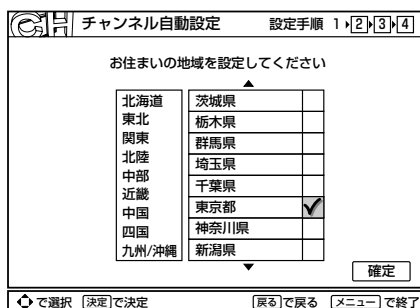 CH チャンネル自動設定 設定手順 1▶2▶3▶4
お住まいの地域を設定してください
北海道
東北
関東
北陸
中部
近畿
中国
四国
九州/沖縄
茨城県
栃木県
群馬県
埼玉県
千葉県
東京都
神奈川県
新潟県
確定
で選択 決定で決定 戻るで戻る メニューで終了